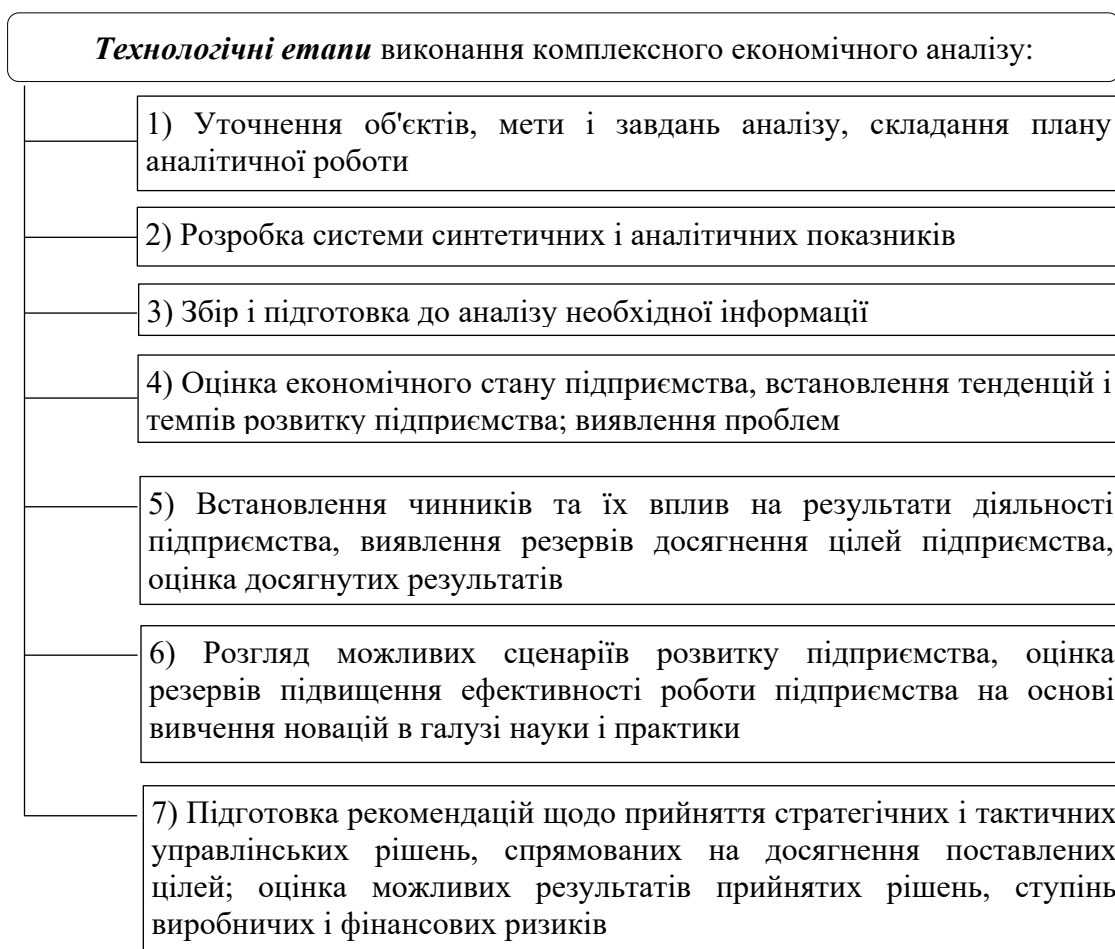 Технологічні етапи виконання комплексного економічного аналізу:
1) Уточнення об'єктів, мети і завдань аналізу, складання плану
аналітичної роботи
2) Розробка системи синтетичних і аналітичних показників
3) Збір і підготовка до аналізу необхідної інформації
4) Оцінка економічного стану підприємства, встановлення тенденцій і
темпів розвитку підприємства; виявлення проблем
5) Встановлення чинників та їх вплив на результати діяльності
підприємства, виявлення резервів досягнення цілей підприємства,
оцінка досягнутих результатів
6) Розгляд можливих сценаріїв розвитку підприємства, оцінка
резервів підвищення ефективності роботи підприємства на основі
вивчення новацій в галузі науки і практики
7) Підготовка рекомендацій щодо прийняття стратегічних і тактичних
управлінських рішень, спрямованих на досягнення поставлених
цілей; оцінка можливих результатів прийнятих рішень, ступінь
виробничих і фінансових ризиків